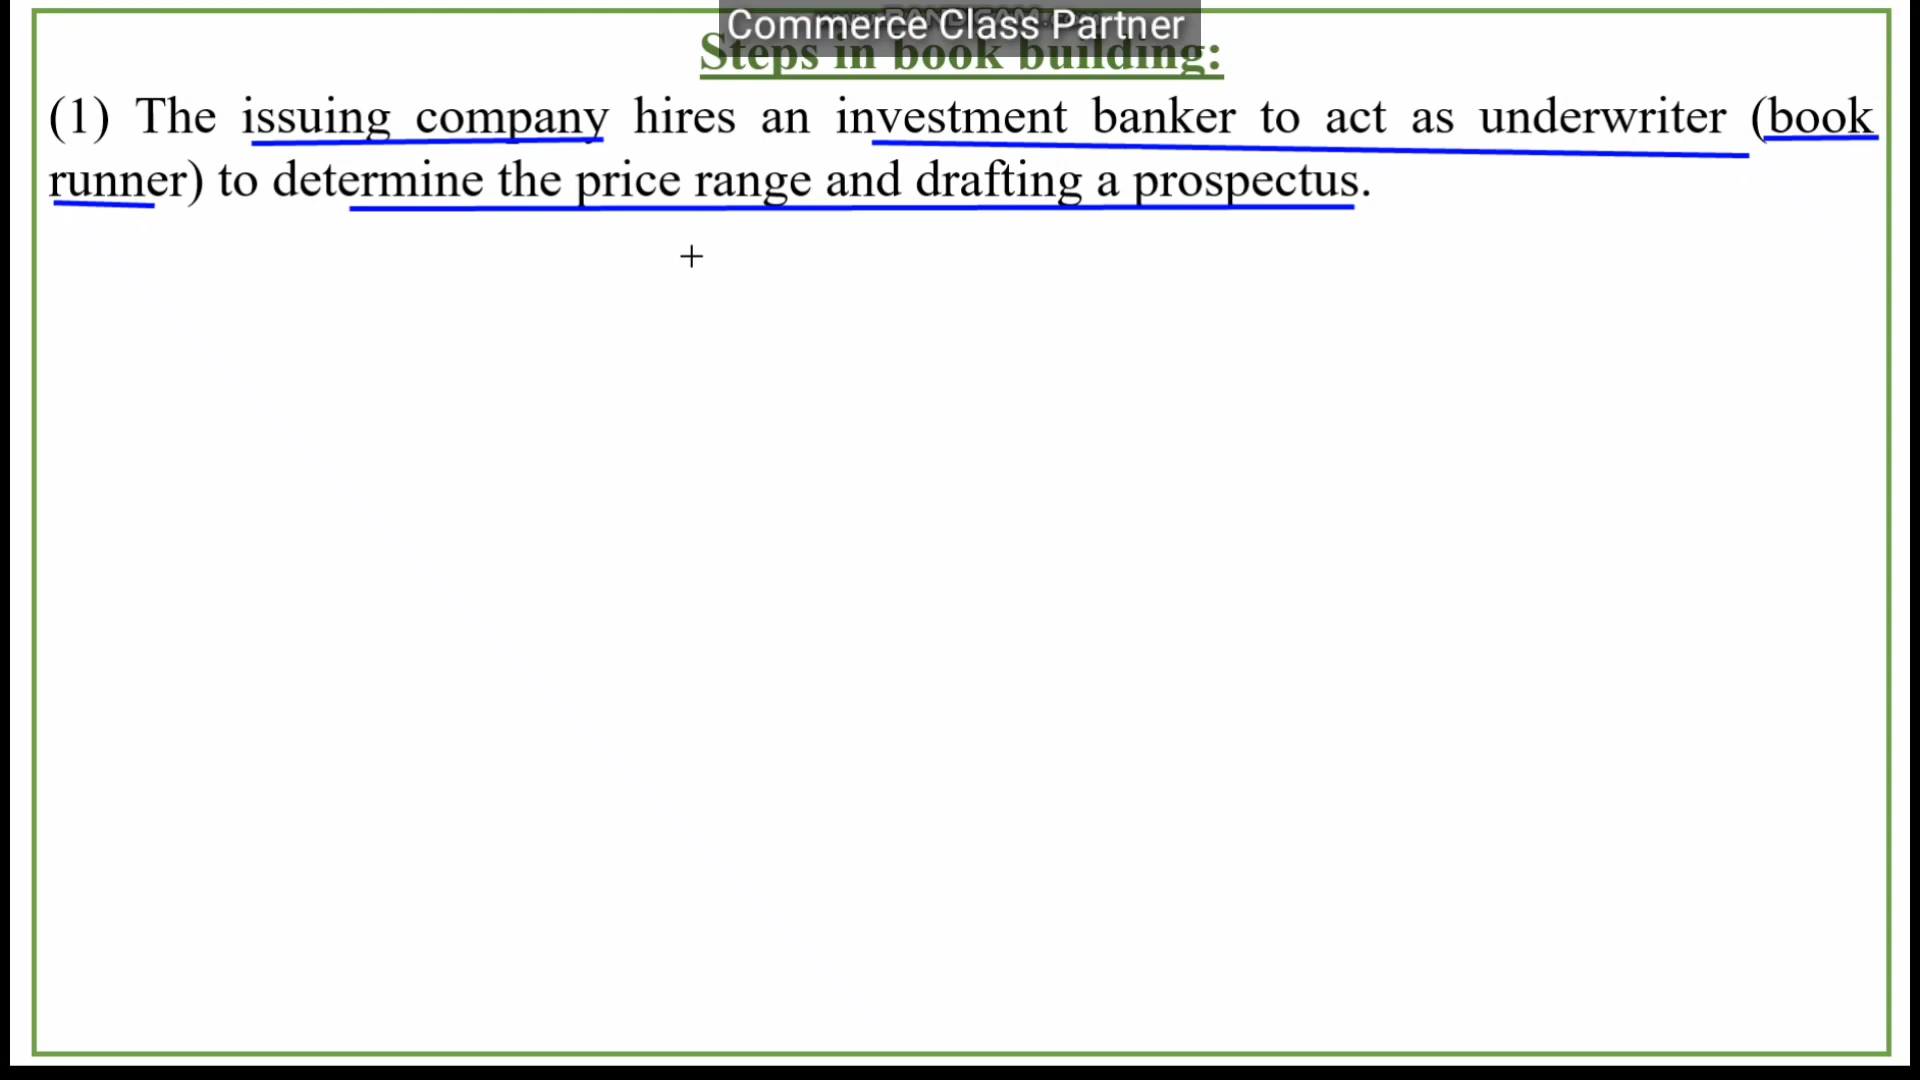 Commerce Class Partner
Steps in book building:
(1) The issuing company hires an investment banker to act as underwriter (book
runner) to determine the price range and drafting a prospectus.